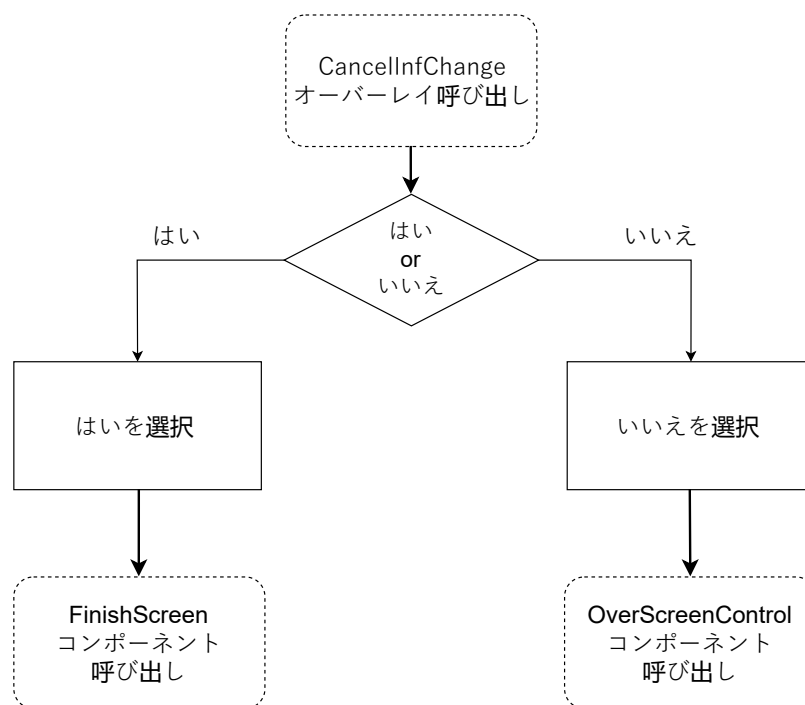 CancelInfChange
オーバーレイ呼び出し
はい
はい
or
いいえ
いいえ
はいを選択
いいえを選択
FinishScreen
コンポーネント
呼び出し
OverScreenControl
コンポーネント
呼び出し